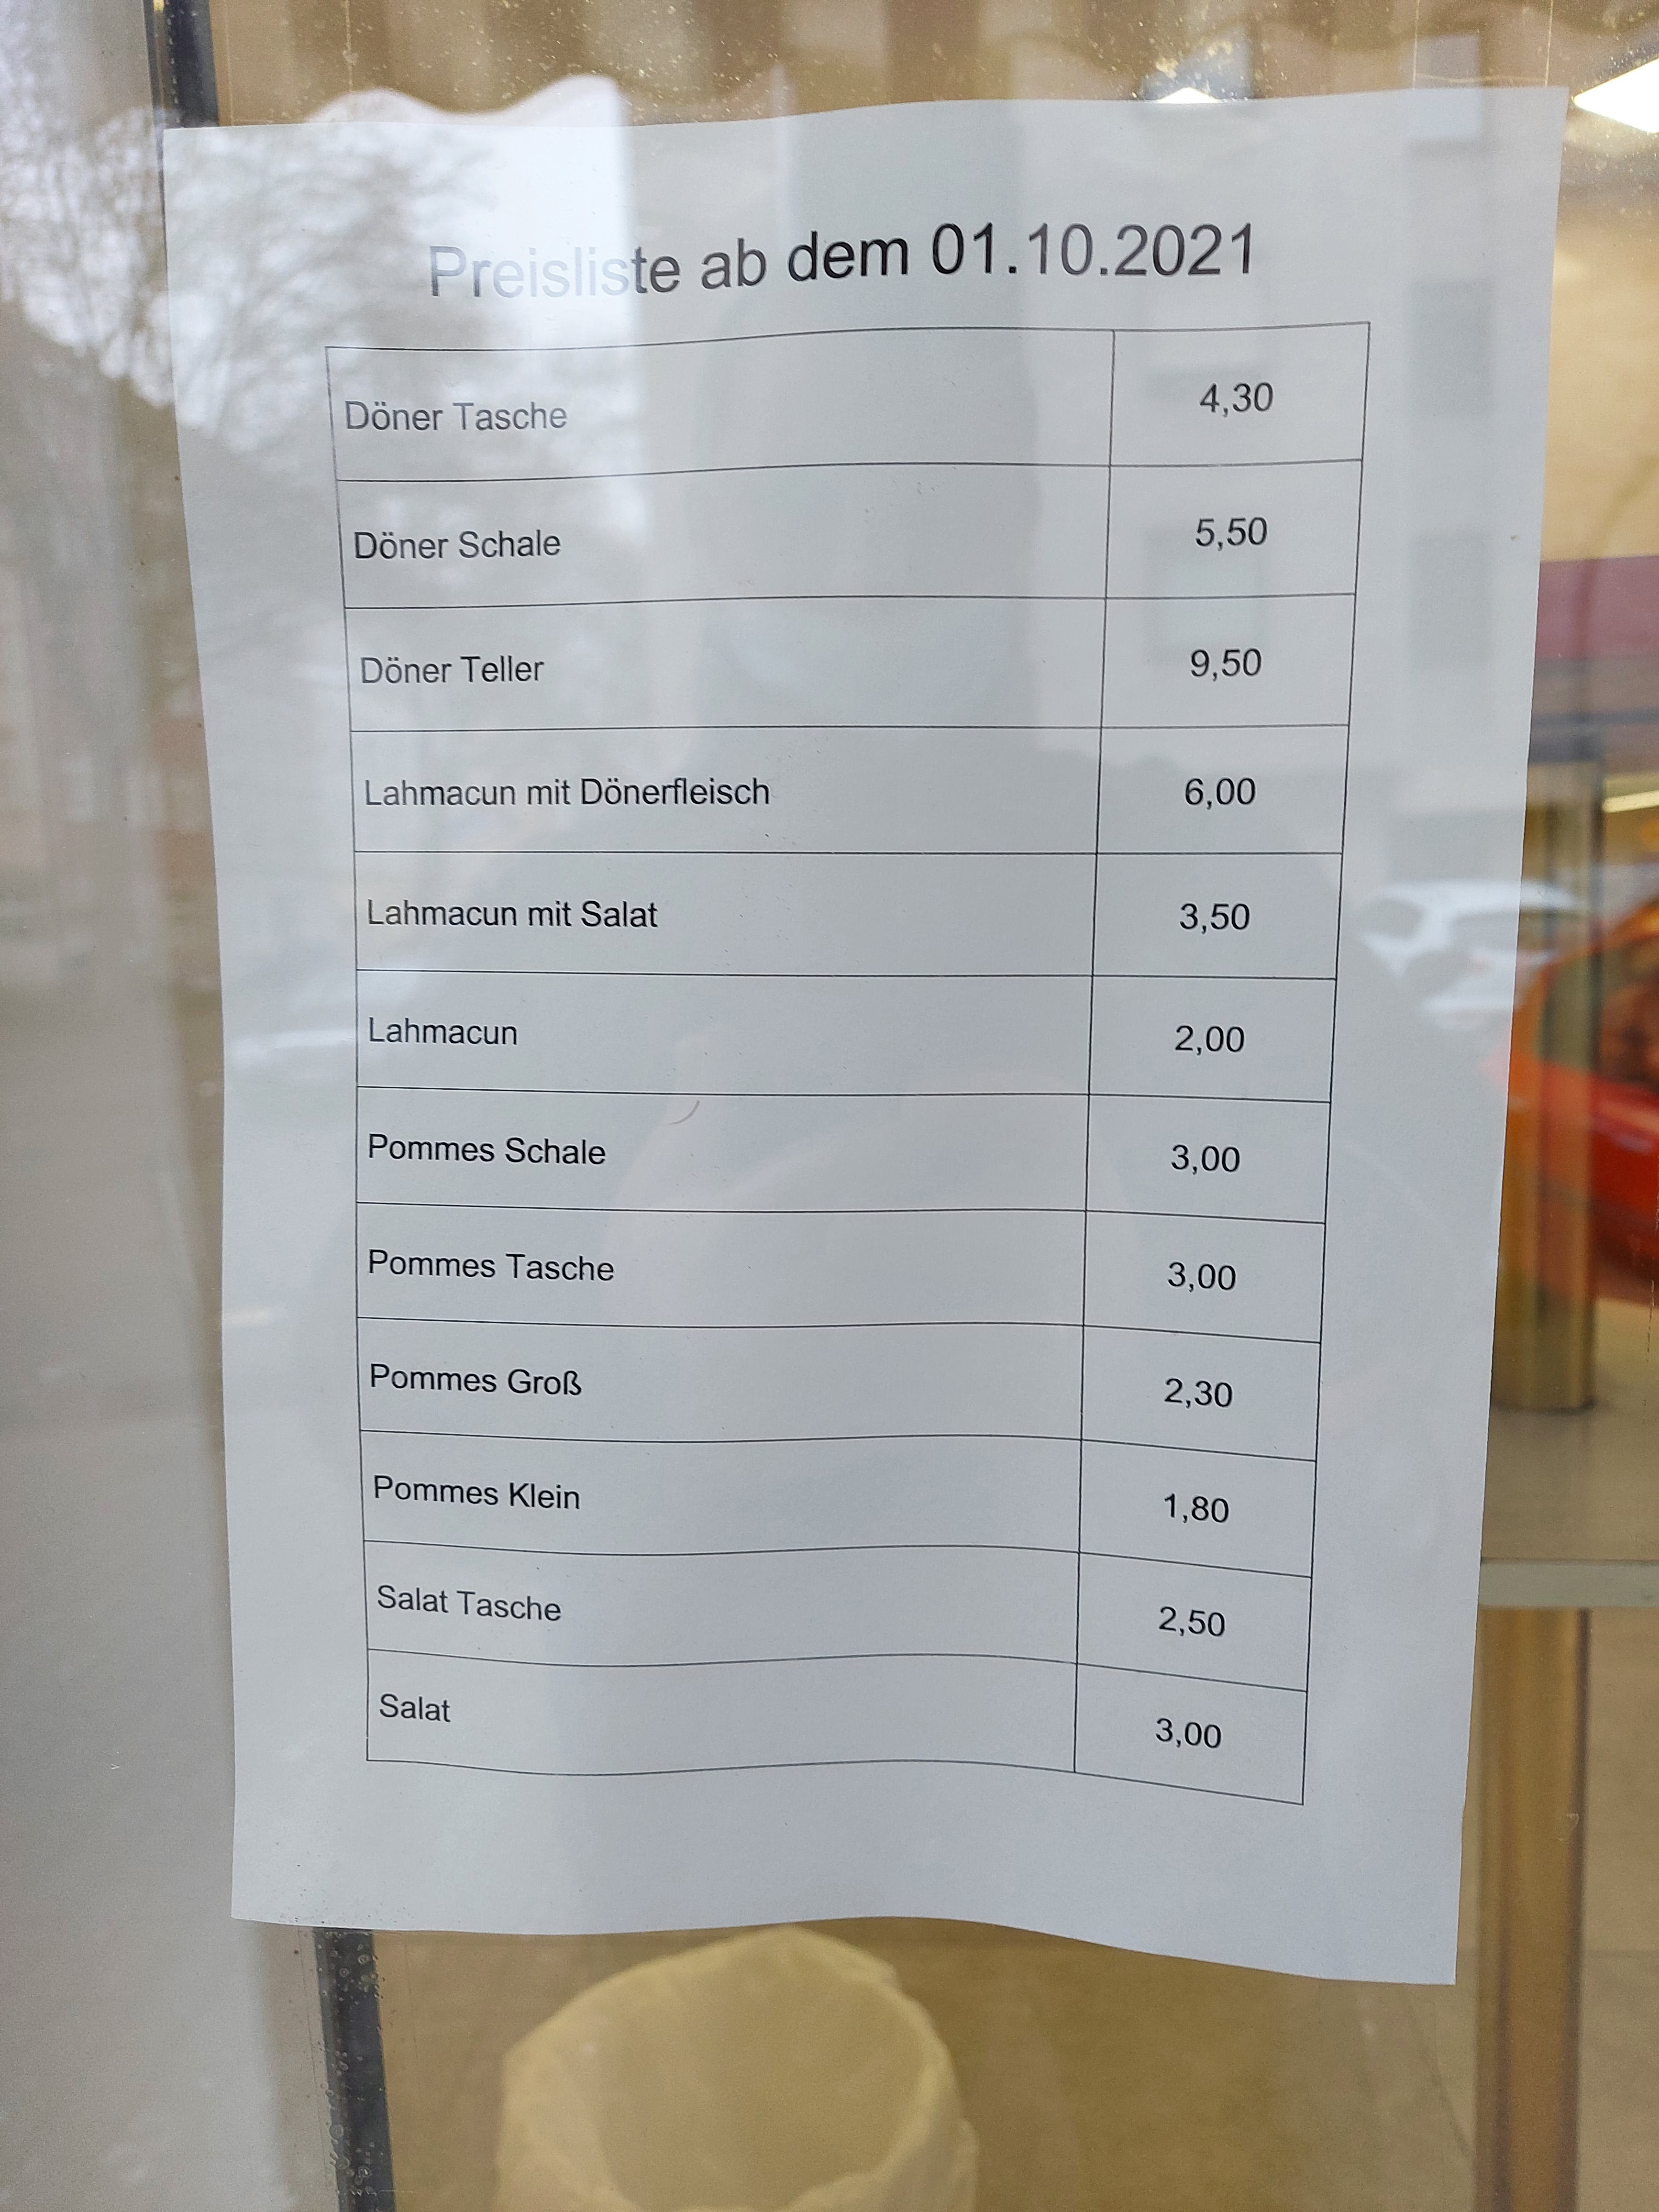 Preisliste ab dem 01.10.2021
Döner Tasche 4,30
Döner Schale 5,50
Döner Teller 9,50
Lahmacun mit Dönerfleisch 6,00
Lahmacun mit Salat 3,50
Lahmacun 2,00
Pommes Schale 3,00
Pommes Tasche 3,00
Pommes Groß 2,30
Pommes Klein 1,80
Salat Tasche 2,50
Salat 3,00